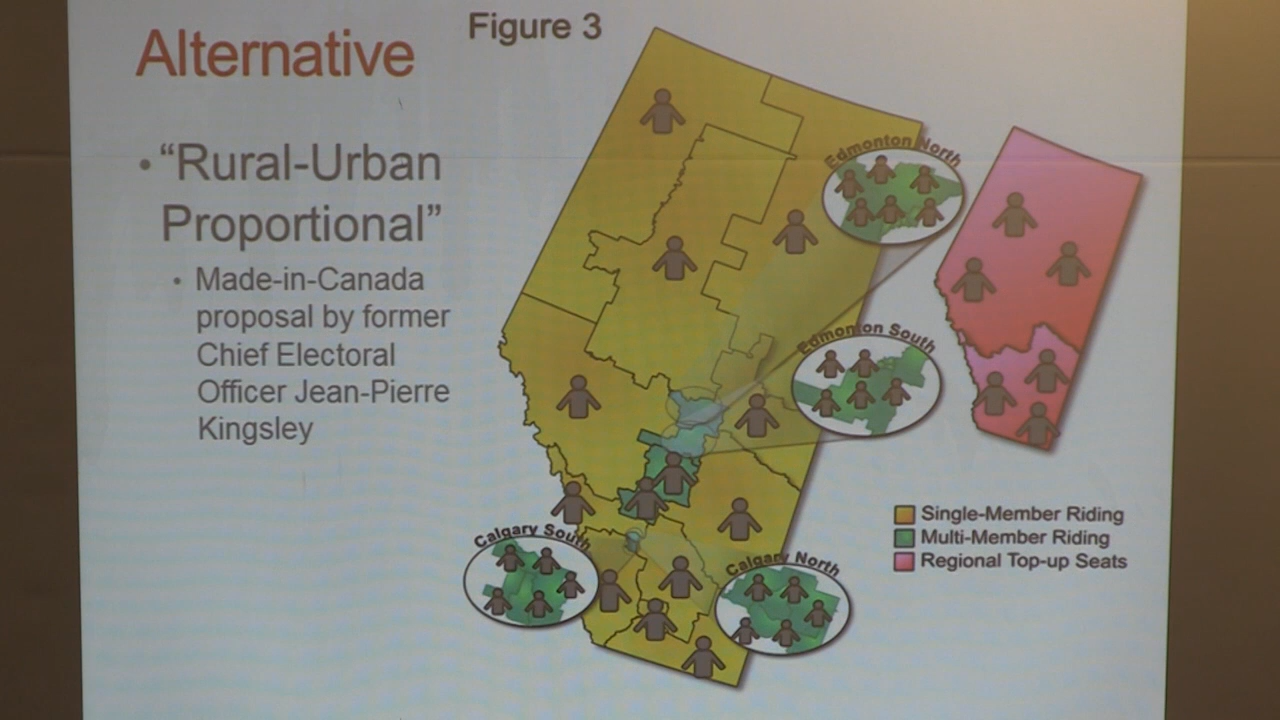 Figure 3
Alternative
• “Rural-Urban
Proportional”
• Made-in-Canada
proposal by former
Chief Electoral
Officer Jean-Pierre
Kingsley
Edmonton North
Edmonton South
Calgary South
Calgary North
Single-Member Riding
Multi-Member Riding
Regional Top-up Seats